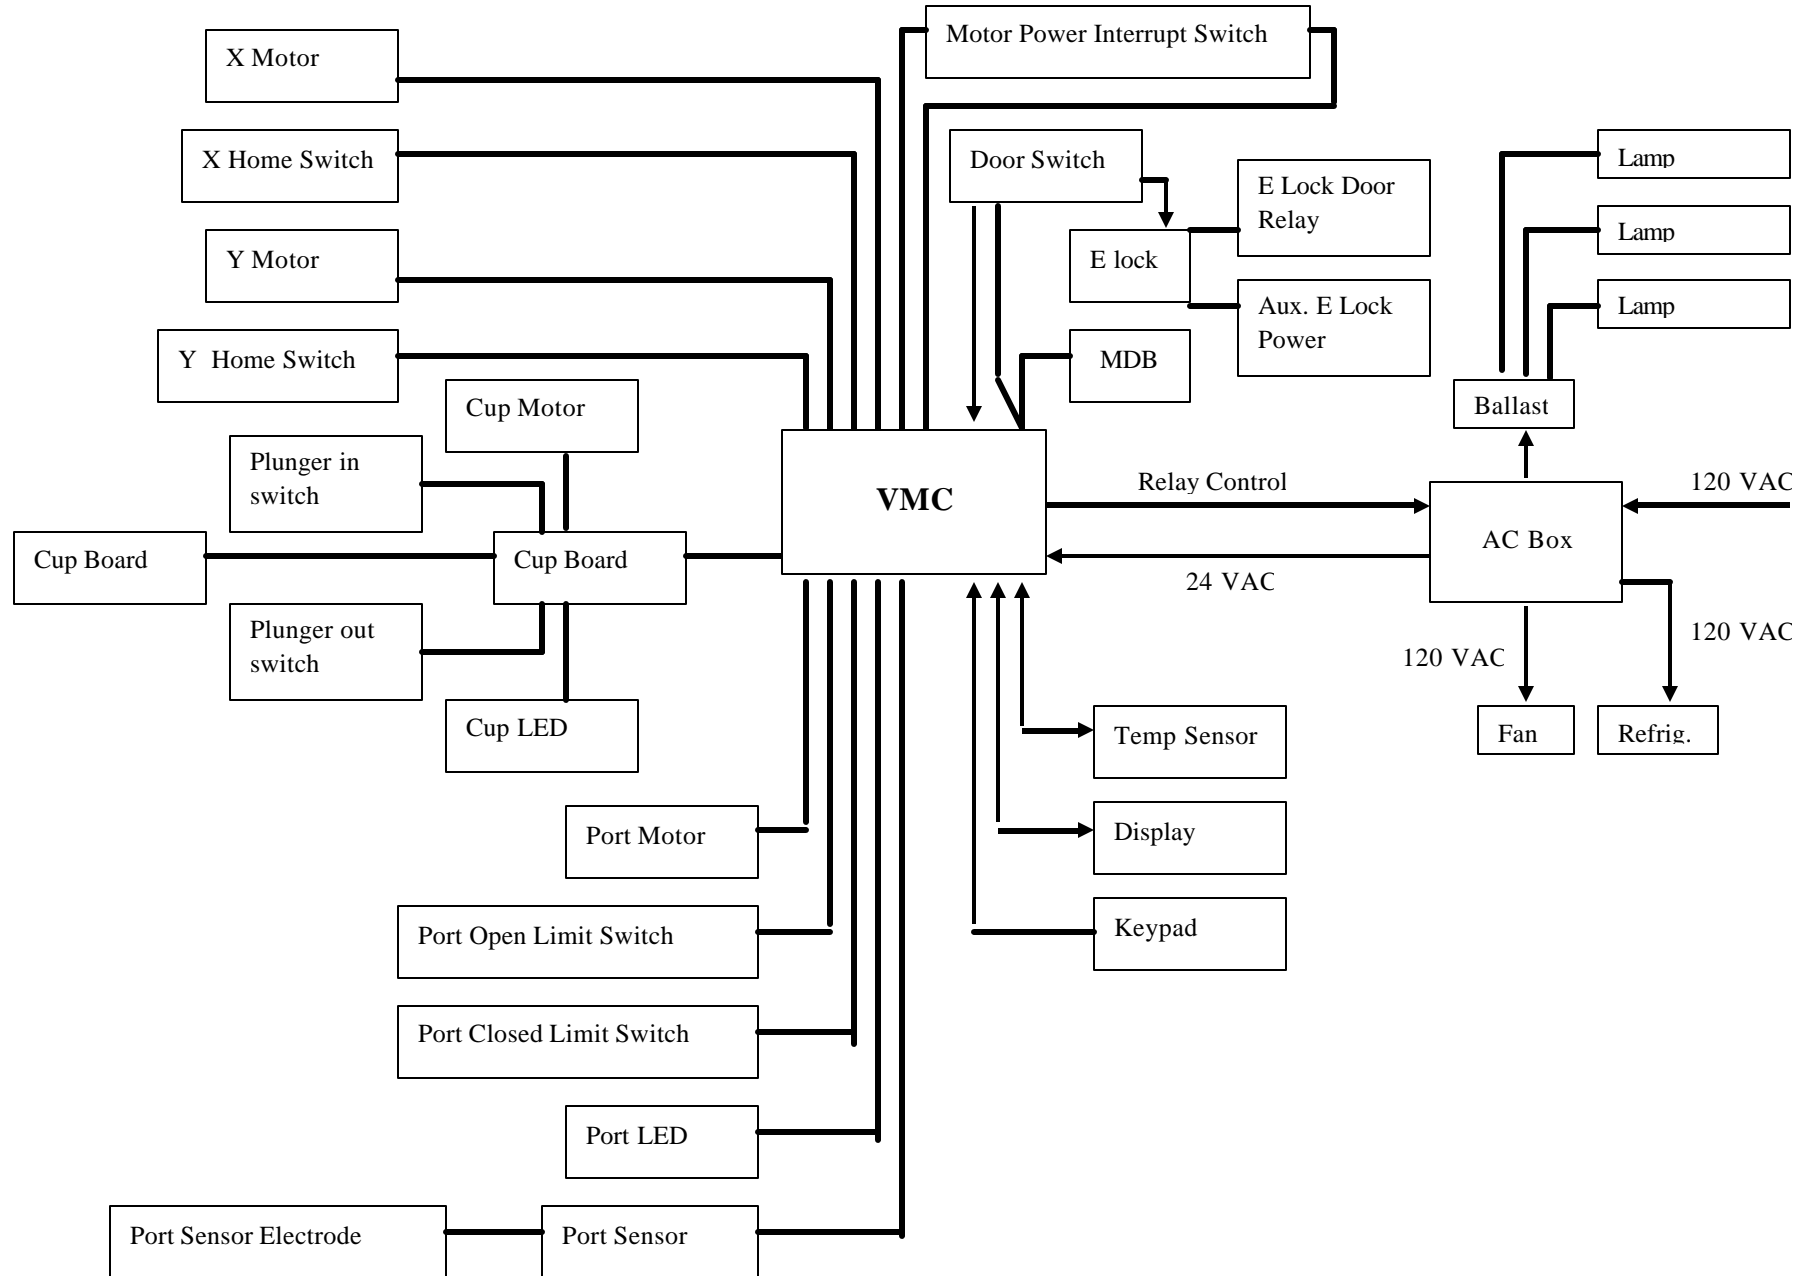 Motor Power Interrupt Switch
X Motor
X Home Switch
Door Switch
Lamp
E Lock Door
Relay
Lamp
Y Motor
E lock
Aux. E Lock
Power
Lamp
Y Home Switch
MDB
Cup Motor
Ballast
Plunger in
switch
VMC
Relay Control
120 VAC
AC Box
Cup Board
Cup Board
24 VAC
Plunger out
switch
120 VAC
120 VAC
Cup LED
Temp Sensor
Fan
Refrig.
Port Motor
Display
Port Open Limit Switch
Keypad
Port Closed Limit Switch
Port LED
Port Sensor Electrode
Port Sensor